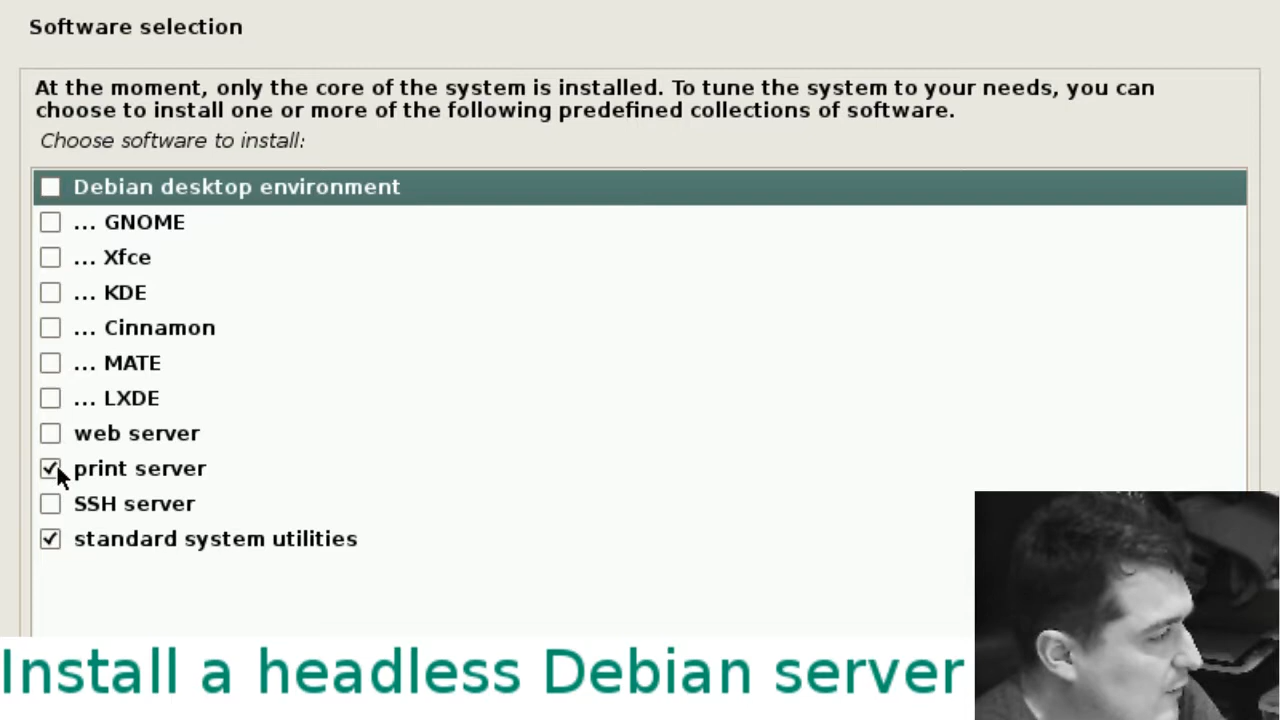 Software selection
At the moment, only the core of the system is installed. To tune the system to your needs, you can
choose to install one or more of the following predefined collections of software.
Choose software to install:
Debian desktop environment
... GNOME
... Xfce
... KDE
... Cinnamon
... MATE
... LXDE
web server
print server
SSH server
standard system utilities
Install a headless Debian server